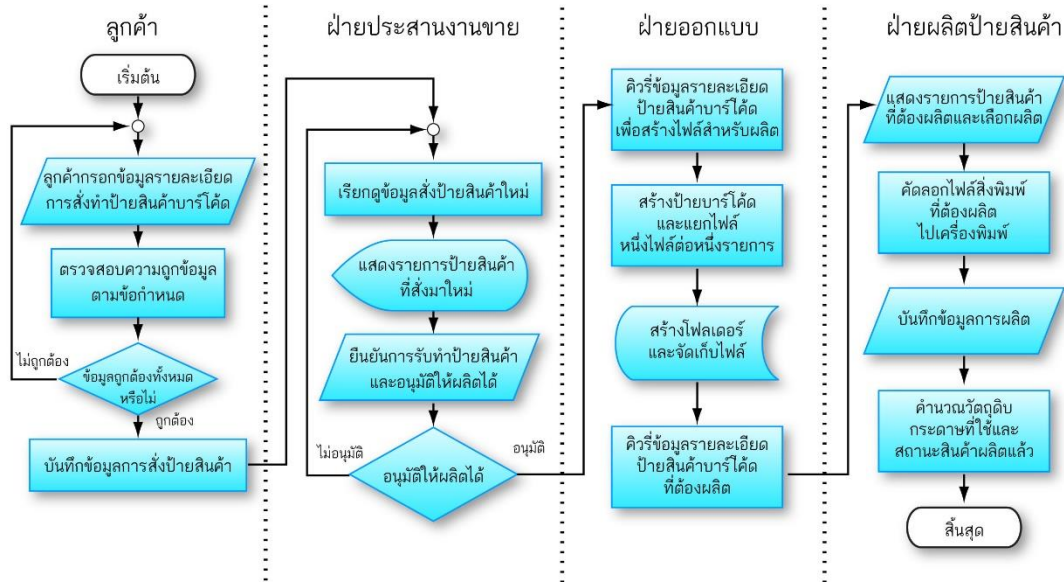 ลูกค้า
เริ่มต้น
ลูกค้ากรอกข้อมูลรายละเอียด
การสั่งทำป้ายสินค้าบาร์โค้ด
ตรวจสอบความถูกข้อมูล
ตามข้อกำหนด
ไม่ถูกต้อง
ข้อมูลถูกต้องทั้งหมด
หรือไม่
ถูกต้อง
บันทึกข้อมูลการสั่งป้ายสินค้า
ฝ่ายประสานงานขาย
เรียกดูข้อมูลสั่งป้ายสินค้าใหม่
แสดงรายการป้ายสินค้า
ที่สั่งมาใหม่
ยืนยันการรับทำป้ายสินค้า
และอนุมัติให้ผลิตได้
ไม่อนุมัติ
อนุมัติ
อนุมัติให้ผลิตได้
ฝ่ายออกแบบ
คิวรี่ข้อมูลรายละเอียด
ป้ายสินค้าบาร์โค้ด
เพื่อสร้างไฟล์สำหรับผลิต
สร้างป้ายบาร์โค้ด
และแยกไฟล์
หนึ่งไฟล์ต่อหนึ่งรายการ
สร้างโฟลเดอร์
และจัดเก็บไฟล์
คิวรี่ข้อมูลรายละเอียด
ป้ายสินค้าบาร์โค้ด
ที่ต้องผลิต
ฝ่ายผลิตป้ายสินค้า
แสดงรายการป้ายสินค้า
ที่ต้องผลิตและเลือกผลิต
คัดลอกไฟล์สิ่งพิมพ์
ที่ต้องผลิต
ไปเครื่องพิมพ์
บันทึกข้อมูลการผลิต
คำนวณวัตถุดิบ
กระดาษที่ใช้และ
สถานะสินค้าผลิตแล้ว
สิ้นสุด